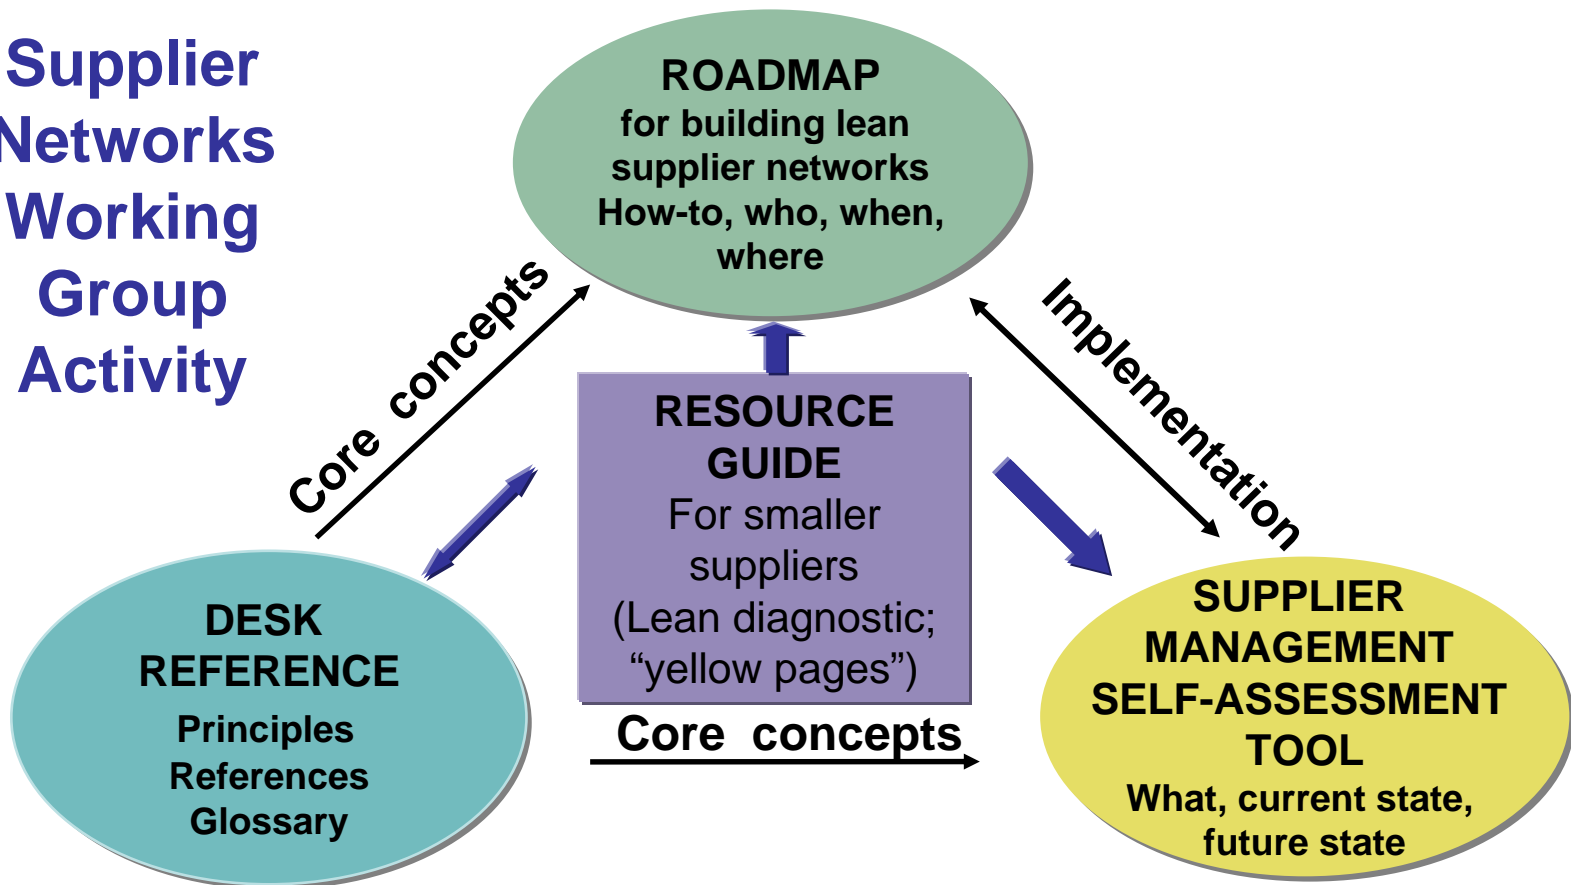 Supplier
Networks
Working
Group
Activity
ROADMAP
for building lean
supplier networks
How-to, who, when,
where
Core concepts
Implementation
RESOURCE
GUIDE
For smaller
suppliers
(Lean diagnostic;
“yellow pages”)
DESK
REFERENCE
Principles
References
Glossary
Core concepts
SUPPLIER
MANAGEMENT
SELF-ASSESSMENT
TOOL
What, current state,
future state